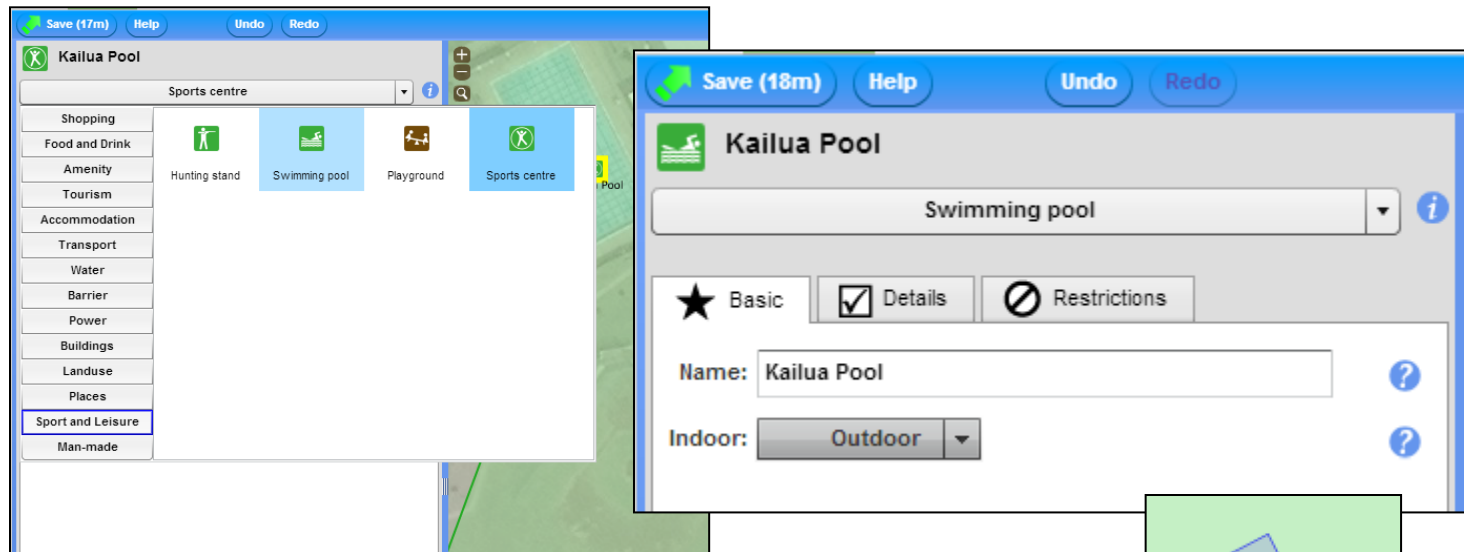 Save (17m) Help Undo Redo
Kailua Pool
Sports centre
Shopping
Food and Drink
Amenity
Tourism
Accommodation
Transport
Water
Barrier
Power
Buildings
Landuse
Places
Sport and Leisure
Man-made
Hunting stand Swimming pool Playground Sports centre
Pool
Save (18m) Help Undo Redo
Kailua Pool
Swimming pool
Basic Details Restrictions
Name: Kailua Pool
Indoor: Outdoor